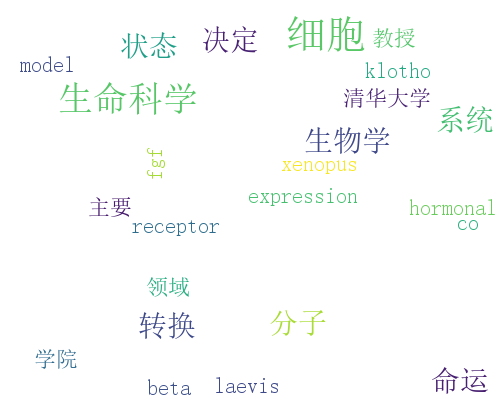 细胞
状态
决定
教授
model
klotho
生命科学
清华大学
系统
生物学
fgf
xenopus
expression
主要
hormonal
receptor
co
领域
转换
分子
学院
命运
beta
laevis